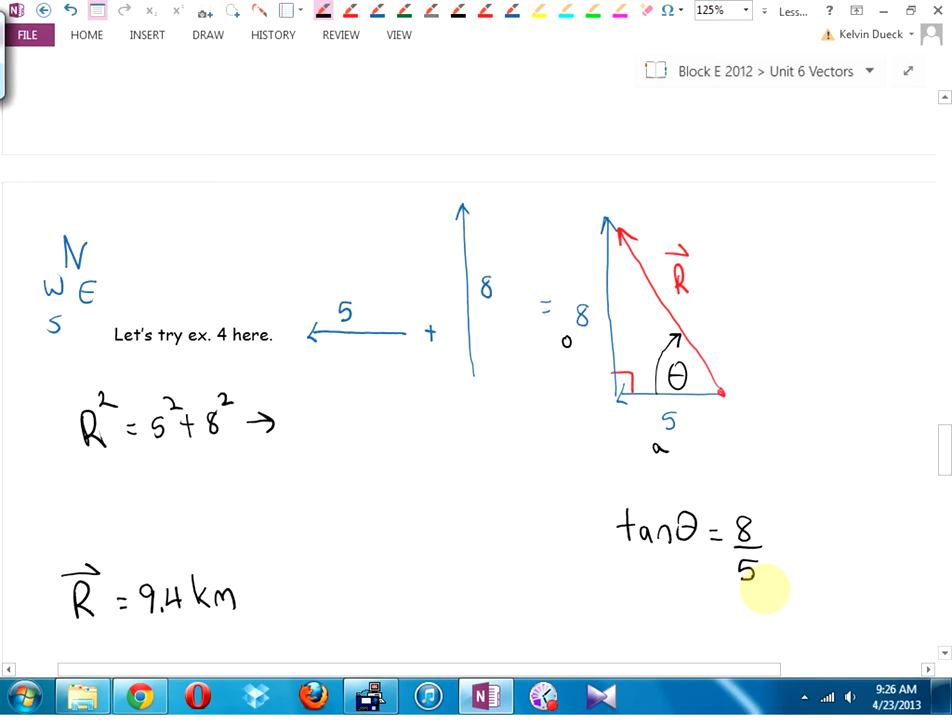 125%
Less...
?
FILE
HOME
INSERT
DRAW
HISTORY
REVIEW
VIEW
Kelvin Dueck
Block E 2012 > Unit 6 Vectors
N
W E
S
Let's try ex. 4 here.
5
+
8
=
8
o
R
θ
5
a
R² = 5² + 8² →
tanθ = 8/5
R = 9.4 km
9:26 AM
4/23/2013